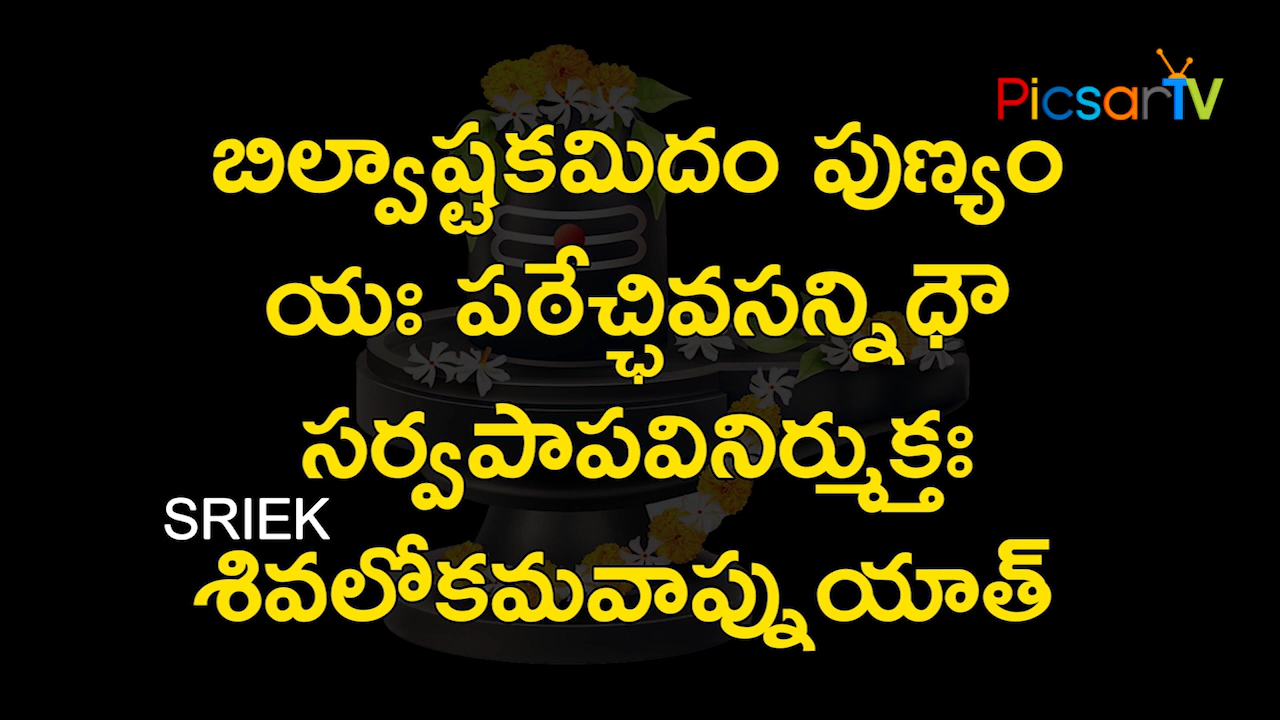 PicsarTV
బిల్వాష్టకమిదం పుణ్యం
యః పఠేచ్ఛివసన్నిధౌ
సర్వపాపవినిర్ముక్తః
SRIEK
శివలోకమవాప్నుయాత్